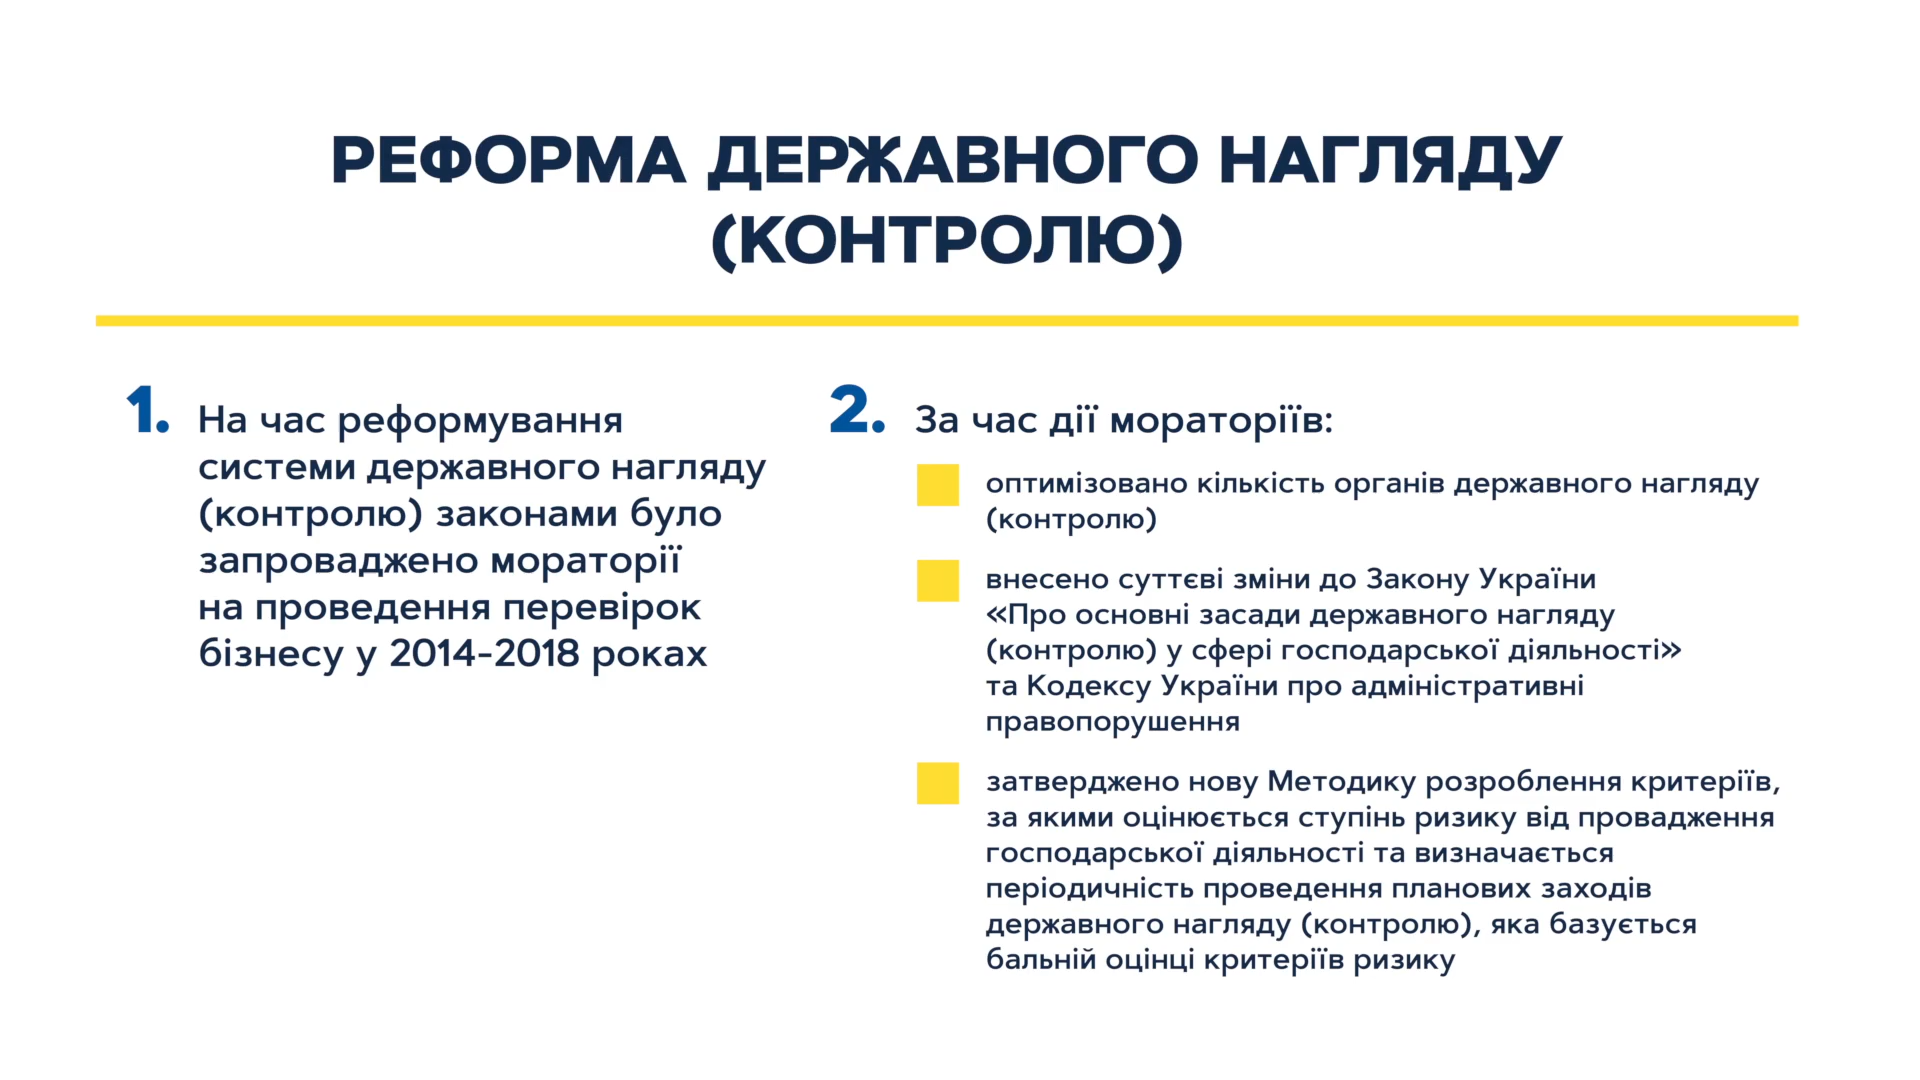 РЕФОРМА ДЕРЖАВНОГО НАГЛЯДУ
(КОНТРОЛЮ)
1. На час реформування
системи державного нагляду
(контролю) законами було
запроваджено мораторії
на проведення перевірок
бізнесу у 2014-2018 роках
2. За час дії мораторіїв:
оптимізовано кількість органів державного нагляду
(контролю)
внесено суттєві зміни до Закону України
«Про основні засади державного нагляду
(контролю) у сфері господарської діяльності»
та Кодексу України про адміністративні
правопорушення
затверджено нову Методику розроблення критеріїв,
за якими оцінюється ступінь ризику від провадження
господарської діяльності та визначається
періодичність проведення планових заходів
державного нагляду (контролю), яка базується
бальній оцінці критеріїв ризику